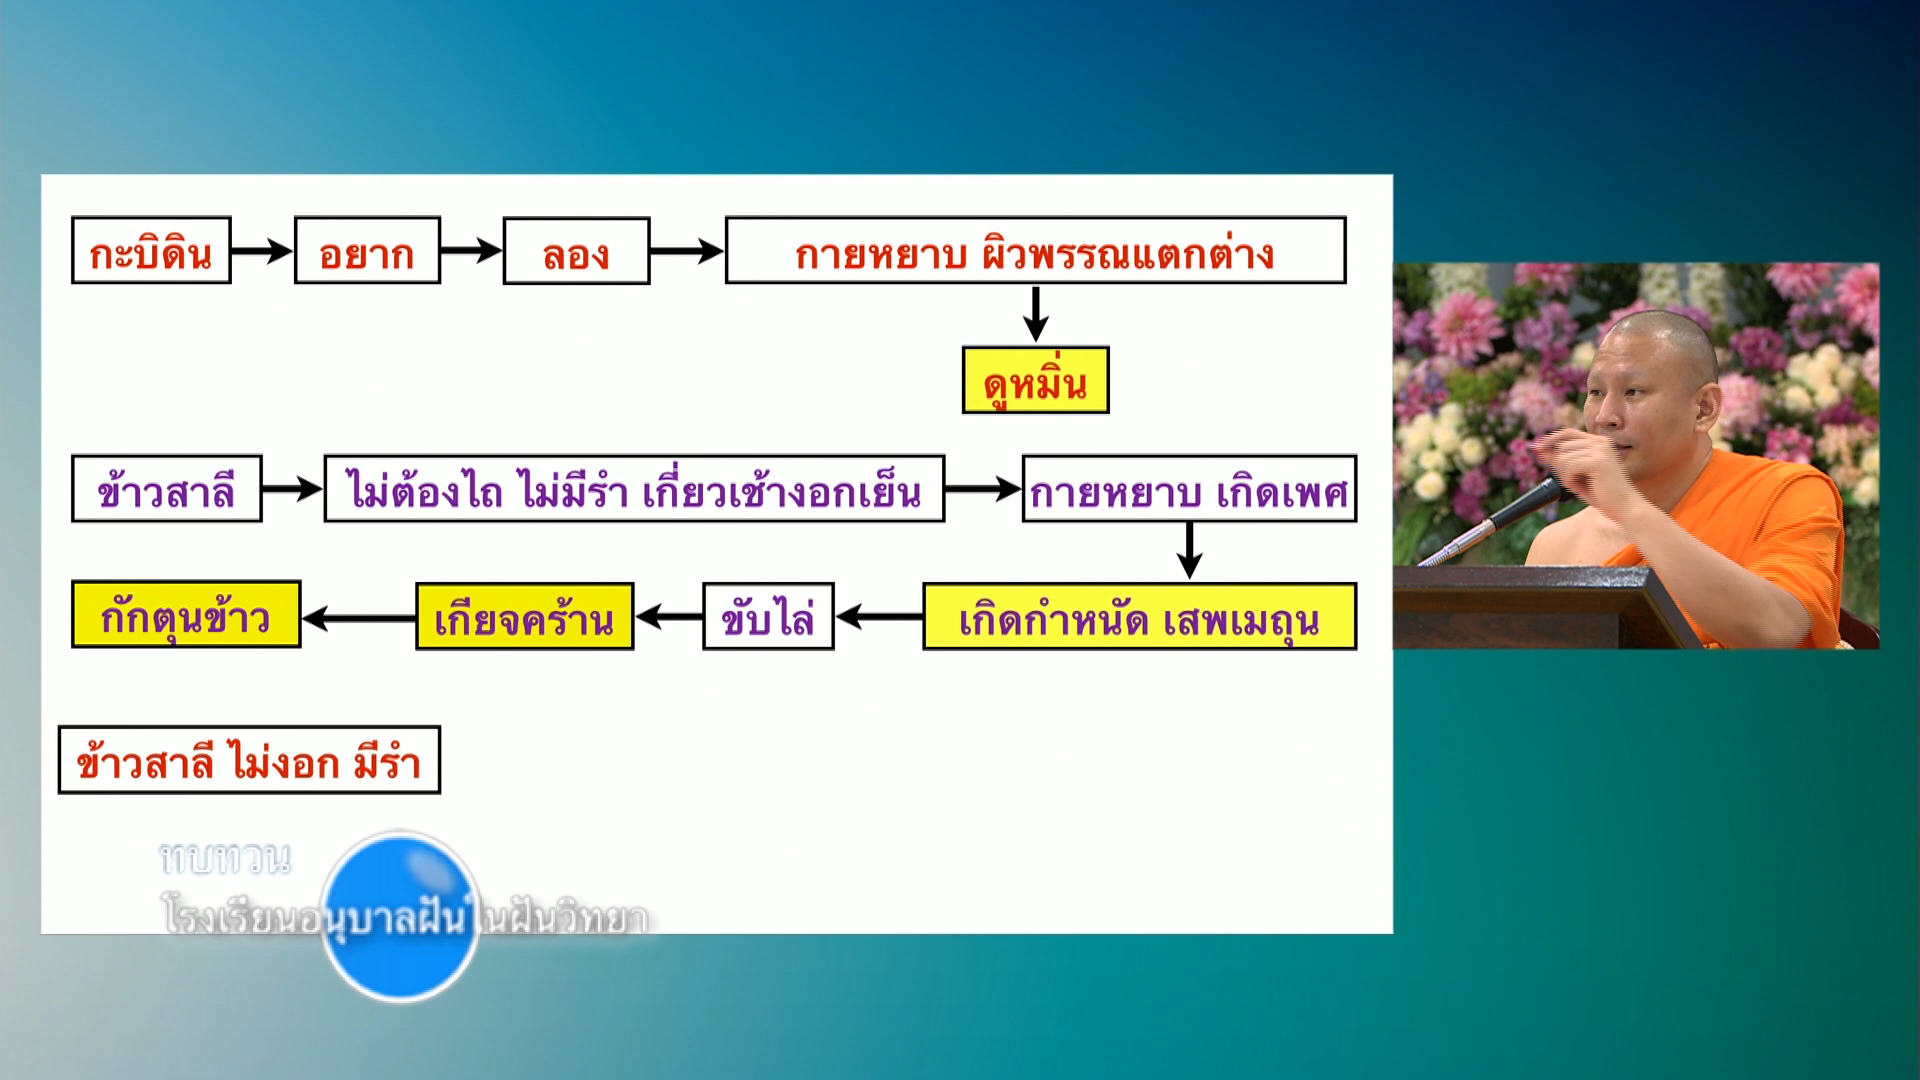 กะบิดิน
อยาก
ลอง
กายหยาบ ผิวพรรณแตกต่าง
ดูหมิ่น
ข้าวสาลี
ไม่ต้องไถ ไม่มีรำ เกี่ยวเช้างอกเย็น
กายหยาบ เกิดเพศ
กักตุนข้าว
เกียจคร้าน
ขับไล่
เกิดกำหนัด เสพเมถุน
ข้าวสาลี ไม่งอก มีรำ
ทบทวน
โรงเรียนอนุบาลฝันในฝันวิทยา